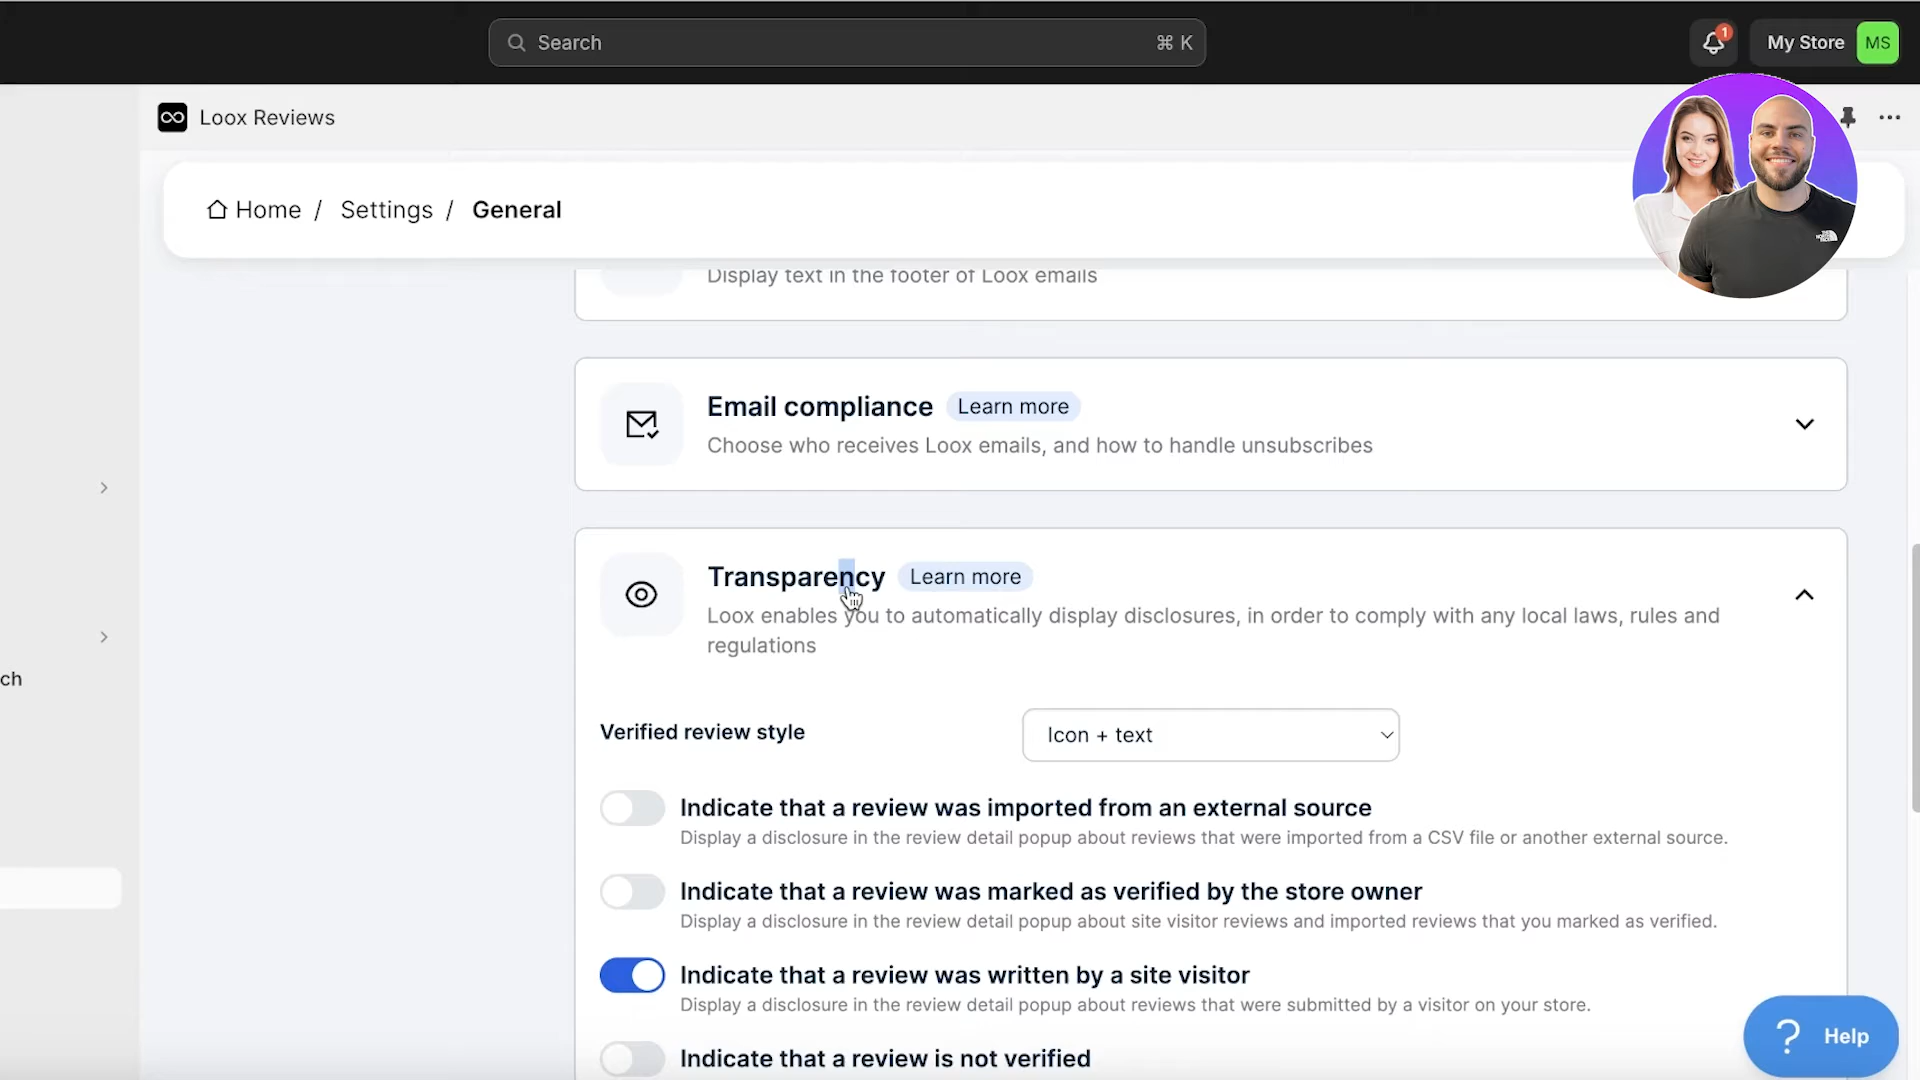 Search
⌘ K
1
My Store
MS
Loox Reviews
Home / Settings / General
Display text in the footer of Loox emails
Email compliance
Learn more
Choose who receives Loox emails, and how to handle unsubscribes
Transparency
Learn more
Loox enables you to automatically display disclosures, in order to comply with any local laws, rules and
regulations
ch
Verified review style
Icon + text
Indicate that a review was imported from an external source
Display a disclosure in the review detail popup about reviews that were imported from a CSV file or another external source.
Indicate that a review was marked as verified by the store owner
Display a disclosure in the review detail popup about site visitor reviews and imported reviews that you marked as verified.
Indicate that a review was written by a site visitor
Display a disclosure in the review detail popup about reviews that were submitted by a visitor on your store.
Indicate that a review is not verified
? Help